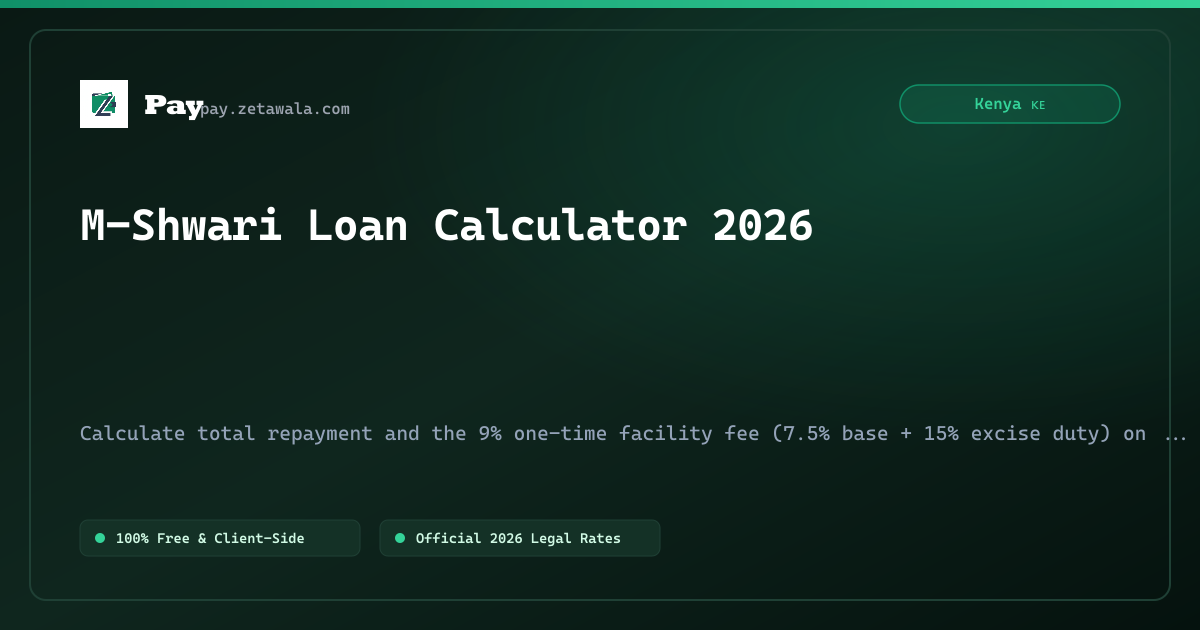 Pay
pay.zetawala.com
Kenya KE
M-Shwari Loan Calculator 2026
Calculate total repayment and the 9% one-time facility fee (7.5% base + 15% excise duty) on ...
100% Free & Client-Side
Official 2026 Legal Rates